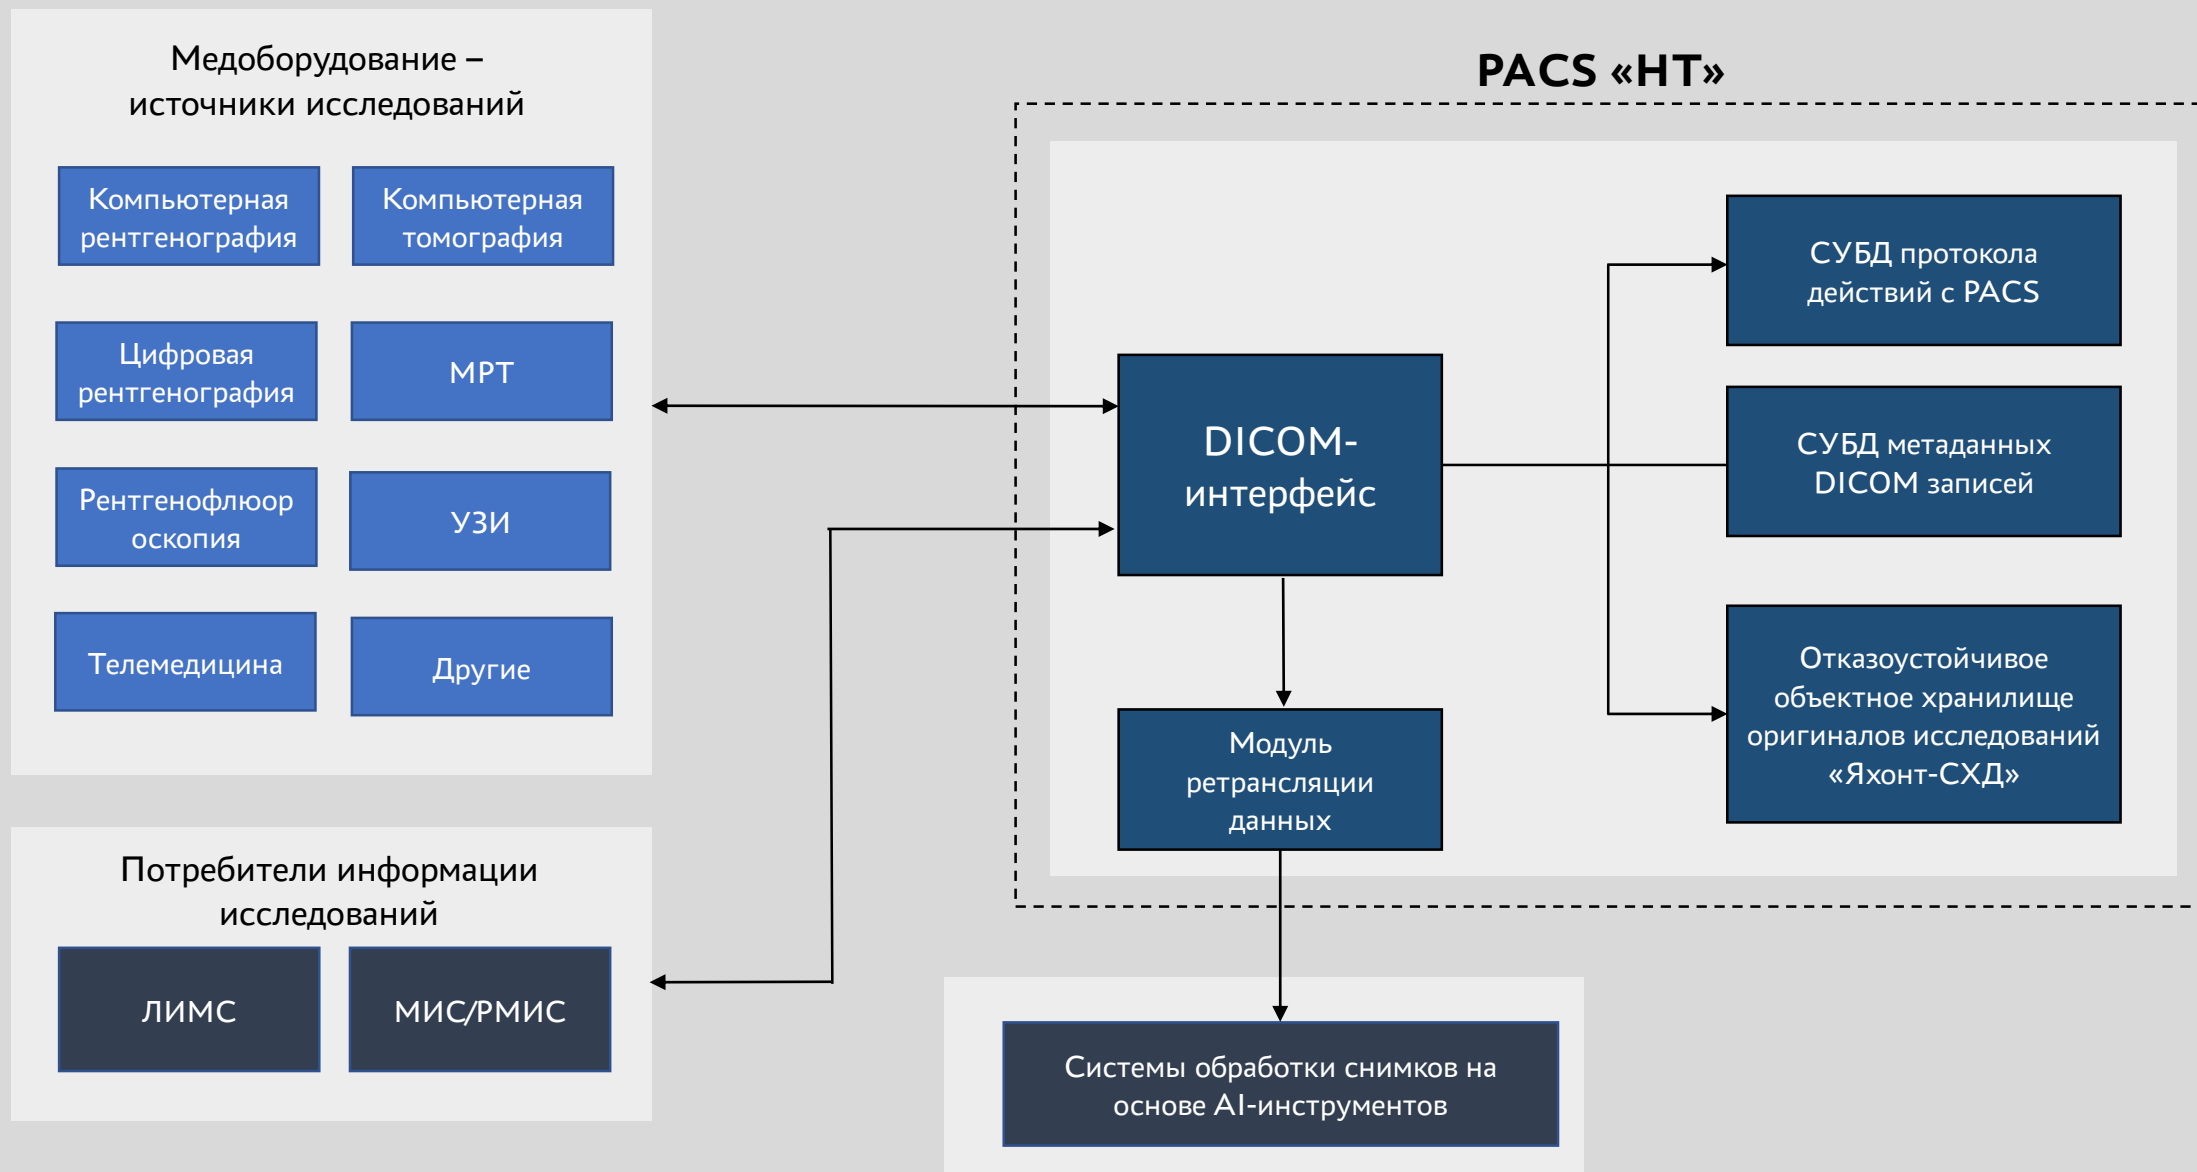 Медоборудование –
источники исследований
Компьютерная
рентгенография
Компьютерная
томография
Цифровая
рентгенография
МРТ
Рентгенофлюор
оскопия
УЗИ
Телемедицина
Другие
Потребители информации
исследований
ЛИМС
МИС/РМИС
PACS «НТ»
DICOM-
интерфейс
Модуль
ретрансляции
данных
СУБД протокола
действий с PACS
СУБД метаданных
DICOM записей
Отказоустойчивое
объектное хранилище
оригиналов исследований
«Яхонт-СХД»
Системы обработки снимков на
основе AI-инструментов